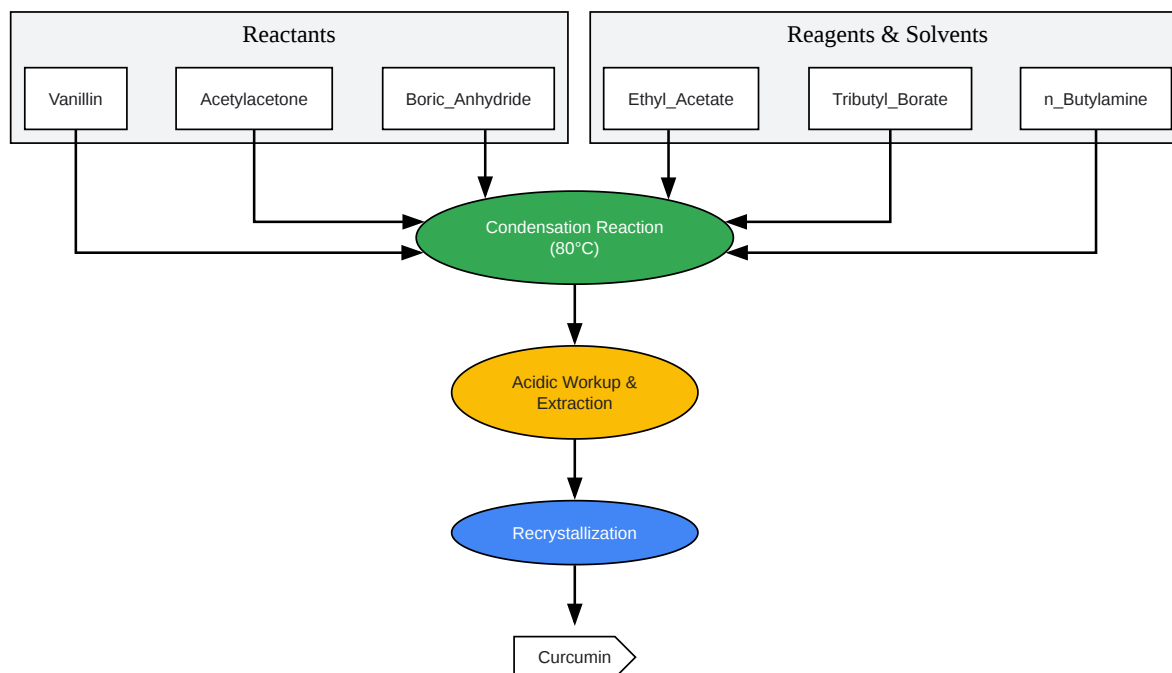 Reactants
Reagents & Solvents
Vanillin
Acetylacetone
Boric_Anhydride
Ethyl_Acetate
Tributyl_Borate
n_Butylamine
Condensation Reaction
(80°C)
Acidic Workup &
Extraction
Recrystallization
Curcumin